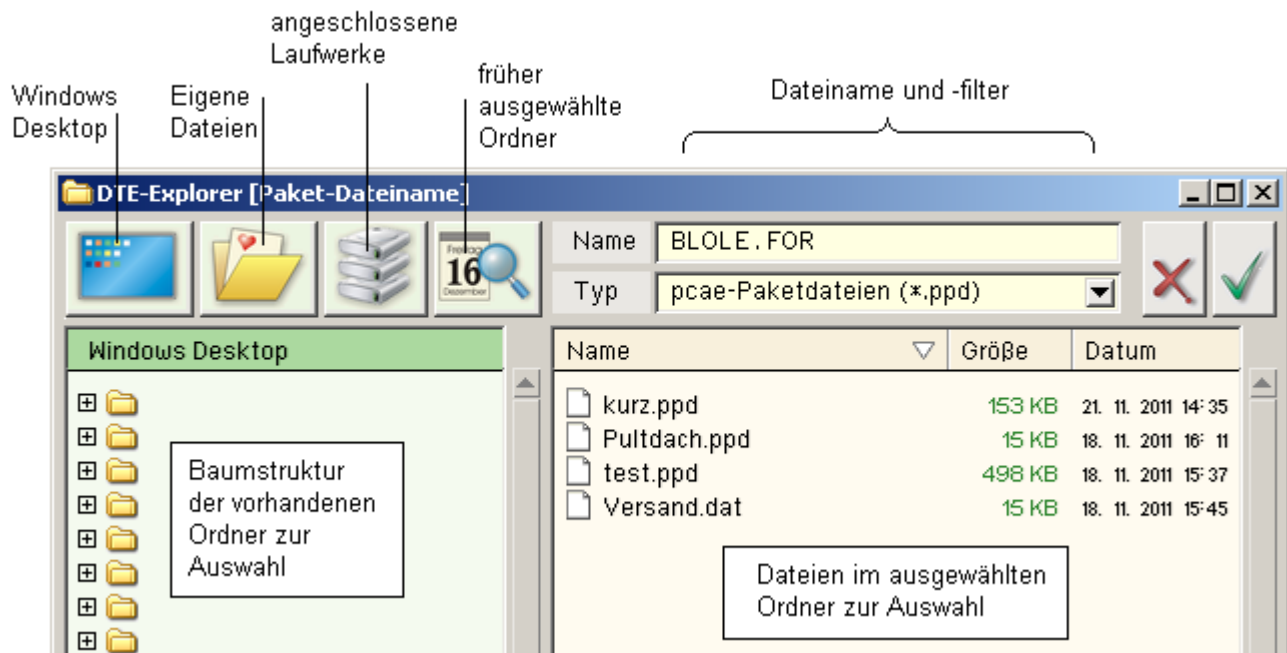 angeschlossene
Laufwerke
Windows
Desktop
Eigene
Dateien
früher
ausgewählte
Ordner
Dateiname und -filter
DTE-Explorer [Paket-Dateiname]
Freitag
16
Dezember
Name BLOLE.FOR
Typ pcae-Paketdateien (*.ppd)
Windows Desktop
Name Größe Datum
kurz.ppd 153 KB 21. 11. 2011 14:35
Pultdach.ppd 15 KB 18. 11. 2011 16: 11
test.ppd 498 KB 18. 11. 2011 15:37
Versand.dat 15 KB 18. 11. 2011 15:45
Baumstruktur
der vorhandenen
Ordner zur
Auswahl
Dateien im ausgewählten
Ordner zur Auswahl